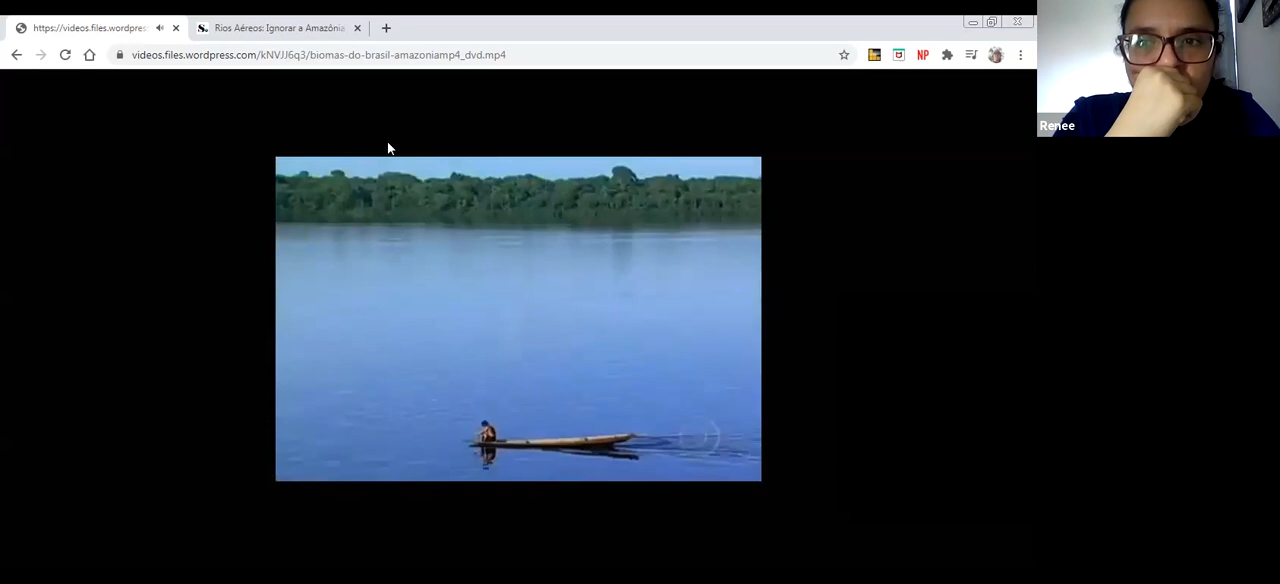 https://videos.files.wordpres
Rios Aéreos: Ignorar a Amazônia
videos.files.wordpress.com/kNVJJ6q3/biomas-do-brasil-amazoniamp4_dvd.mp4
NP
Renee